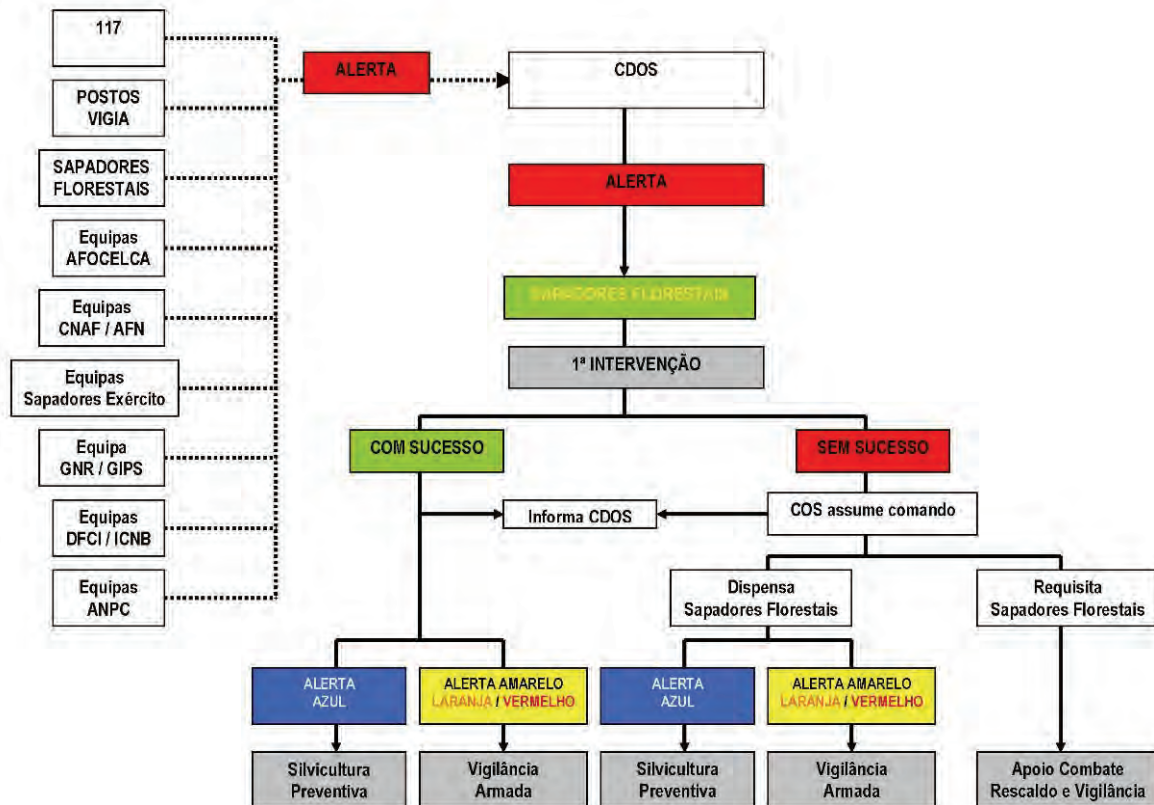 117
POSTOS
VIGIA
SAPADORES
FLORESTAIS
Equipas
AFOCELCA
Equipas
CNAF / AFN
Equipas
Sapadores Exército
Equipa
GNR / GIPS
Equipas
DFCI / ICNB
Equipas
ANPC
ALERTA
CDOS
ALERTA
SAPADORES FLORESTAIS
1ª INTERVENÇÃO
COM SUCESSO
SEM SUCESSO
Informa CDOS
COS assume comando
Dispensa
Sapadores Florestais
Requisita
Sapadores Florestais
ALERTA
AZUL
ALERTA AMARELO
LARANJA / VERMELHO
ALERTA
AZUL
ALERTA AMARELO
LARANJA / VERMELHO
Silvicultura
Preventiva
Vigilância
Armada
Silvicultura
Preventiva
Vigilância
Armada
Apoio Combate
Rescaldo e Vigilância